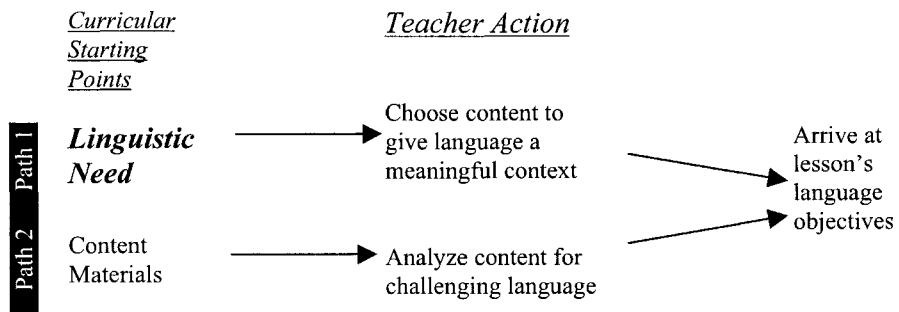 Curricular
Starting
Points
Teacher Action
Path 1
Linguistic
Need
Choose content to
give language a
meaningful context
Arrive at
lesson's
language
objectives
Path 2
Content
Materials
Analyze content for
challenging language